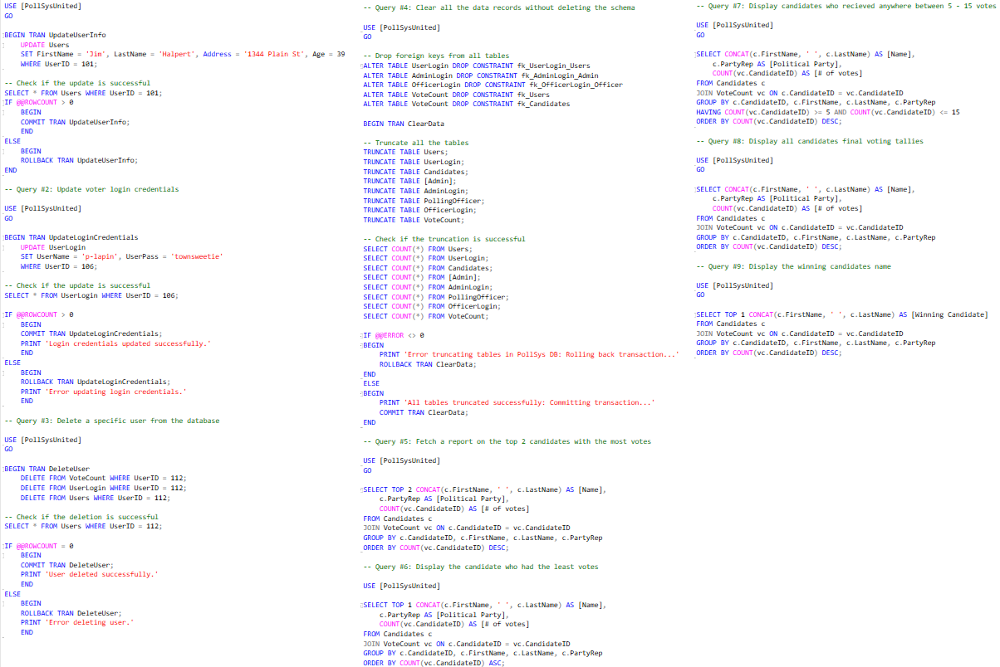 USE [PollSysUnited]
GO
BEGIN TRAN UpdateUserInfo
UPDATE Users
SET FirstName = 'Jim', LastName = 'Halpert', Address = '1344 Plain St', Age = 39
WHERE UserID = 101;
-- Check if the update is successful
SELECT * FROM Users WHERE UserID = 101;
IF @@ROWCOUNT > 0
BEGIN
COMMIT TRAN UpdateUserInfo;
END
ELSE
BEGIN
ROLLBACK TRAN UpdateUserInfo;
END
-- Query #2: Update voter login credentials
USE [PollSysUnited]
GO
BEGIN TRAN UpdateLoginCredentials
UPDATE UserLogin
SET UserName = 'p-lapin', UserPass = 'townsweetie'
WHERE UserID = 106;
-- Check if the update is successful
SELECT * FROM UserLogin WHERE UserID = 106;
IF @@ROWCOUNT > 0
BEGIN
COMMIT TRAN UpdateLoginCredentials;
PRINT 'Login credentials updated successfully.'
END
ELSE
BEGIN
ROLLBACK TRAN UpdateLoginCredentials;
PRINT 'Error updating login credentials.'
END
-- Query #3: Delete a specific user from the database
USE [PollSysUnited]
GO
BEGIN TRAN DeleteUser
DELETE FROM VoteCount WHERE UserID = 112;
DELETE FROM UserLogin WHERE UserID = 112;
DELETE FROM Users WHERE UserID = 112;
-- Check if the deletion is successful
SELECT * FROM Users WHERE UserID = 112;
IF @@ROWCOUNT = 0
BEGIN
COMMIT TRAN DeleteUser;
PRINT 'User deleted successfully.'
END
ELSE
BEGIN
ROLLBACK TRAN DeleteUser;
PRINT 'Error deleting user.'
END
-- Query #4: Clear all the data records without deleting the schema
USE [PollSysUnited]
GO
-- Drop foreign keys from all tables
ALTER TABLE UserLogin DROP CONSTRAINT fk_UserLogin_Users
ALTER TABLE AdminLogin DROP CONSTRAINT fk_AdminLogin_Admin
ALTER TABLE OfficerLogin DROP CONSTRAINT fk_OfficerLogin_Officer
ALTER TABLE VoteCount DROP CONSTRAINT fk_Users
ALTER TABLE VoteCount DROP CONSTRAINT fk_Candidates
BEGIN TRAN ClearData
-- Truncate all the tables
TRUNCATE TABLE Users;
TRUNCATE TABLE UserLogin;
TRUNCATE TABLE Candidates;
TRUNCATE TABLE [Admin];
TRUNCATE TABLE AdminLogin;
TRUNCATE TABLE PollingOfficer;
TRUNCATE TABLE OfficerLogin;
TRUNCATE TABLE VoteCount;
-- Check if the truncation is successful
SELECT COUNT(*) FROM Users;
SELECT COUNT(*) FROM UserLogin;
SELECT COUNT(*) FROM Candidates;
SELECT COUNT(*) FROM [Admin];
SELECT COUNT(*) FROM AdminLogin;
SELECT COUNT(*) FROM PollingOfficer;
SELECT COUNT(*) FROM OfficerLogin;
SELECT COUNT(*) FROM VoteCount;
IF @@ERROR <> 0
BEGIN
PRINT 'Error truncating tables in PollSys DB: Rolling back transaction...'
ROLLBACK TRAN ClearData;
END
ELSE
BEGIN
PRINT 'All tables truncated successfully: Committing transaction...'
COMMIT TRAN ClearData;
END
-- Query #5: Fetch a report on the top 2 candidates with the most votes
USE [PollSysUnited]
GO
SELECT TOP 2 CONCAT(c.FirstName, ' ', c.LastName) AS [Name],
c.PartyRep AS [Political Party],
COUNT(vc.CandidateID) AS [# of votes]
FROM Candidates c
JOIN VoteCount vc ON c.CandidateID = vc.CandidateID
GROUP BY c.CandidateID, c.FirstName, c.LastName, c.PartyRep
ORDER BY COUNT(vc.CandidateID) DESC;
-- Query #6: Display the candidate who had the least votes
USE [PollSysUnited]
GO
SELECT TOP 1 CONCAT(c.FirstName, ' ', c.LastName) AS [Name],
c.PartyRep AS [Political Party],
COUNT(vc.CandidateID) AS [# of votes]
FROM Candidates c
JOIN VoteCount vc ON c.CandidateID = vc.CandidateID
GROUP BY c.CandidateID, c.FirstName, c.LastName, c.PartyRep
ORDER BY COUNT(vc.CandidateID) ASC;
-- Query #7: Display candidates who recieved anywhere between 5 - 15 votes
USE [PollSysUnited]
GO
SELECT CONCAT(c.FirstName, ' ', c.LastName) AS [Name],
c.PartyRep AS [Political Party],
COUNT(vc.CandidateID) AS [# of votes]
FROM Candidates c
JOIN VoteCount vc ON c.CandidateID = vc.CandidateID
GROUP BY c.CandidateID, c.FirstName, c.LastName, c.PartyRep
HAVING COUNT(vc.CandidateID) >= 5 AND COUNT(vc.CandidateID) <= 15
ORDER BY COUNT(vc.CandidateID) DESC;
-- Query #8: Display all candidates final voting tallies
USE [PollSysUnited]
GO
SELECT CONCAT(c.FirstName, ' ', c.LastName) AS [Name],
c.PartyRep AS [Political Party],
COUNT(vc.CandidateID) AS [# of votes]
FROM Candidates c
JOIN VoteCount vc ON c.CandidateID = vc.CandidateID
GROUP BY c.CandidateID, c.FirstName, c.LastName, c.PartyRep
ORDER BY COUNT(vc.CandidateID) DESC;
-- Query #9: Display the winning candidates name
USE [PollSysUnited]
GO
SELECT TOP 1 CONCAT(c.FirstName, ' ', c.LastName) AS [Winning Candidate]
FROM Candidates c
JOIN VoteCount vc ON c.CandidateID = vc.CandidateID
GROUP BY c.CandidateID, c.FirstName, c.LastName, c.PartyRep
ORDER BY COUNT(vc.CandidateID) DESC;